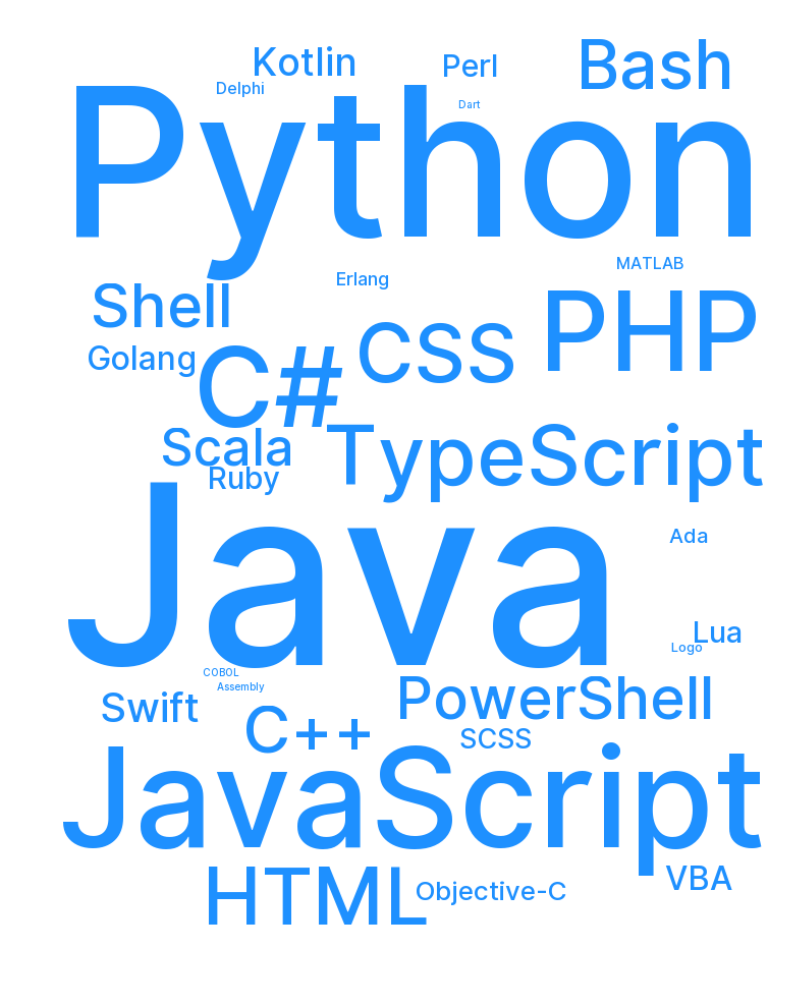 Kotlin
Perl
Bash
Delphi
Dart
Python
MATLAB
Erlang
Shell
PHP
CSS
Golang
C#
Scala
TypeScript
Ruby
Java
Ada
Lua
Logo
COBOL
Assembly
PowerShell
Swift
C++
SCSS
JavaScript
VBA
HTML
Objective-C